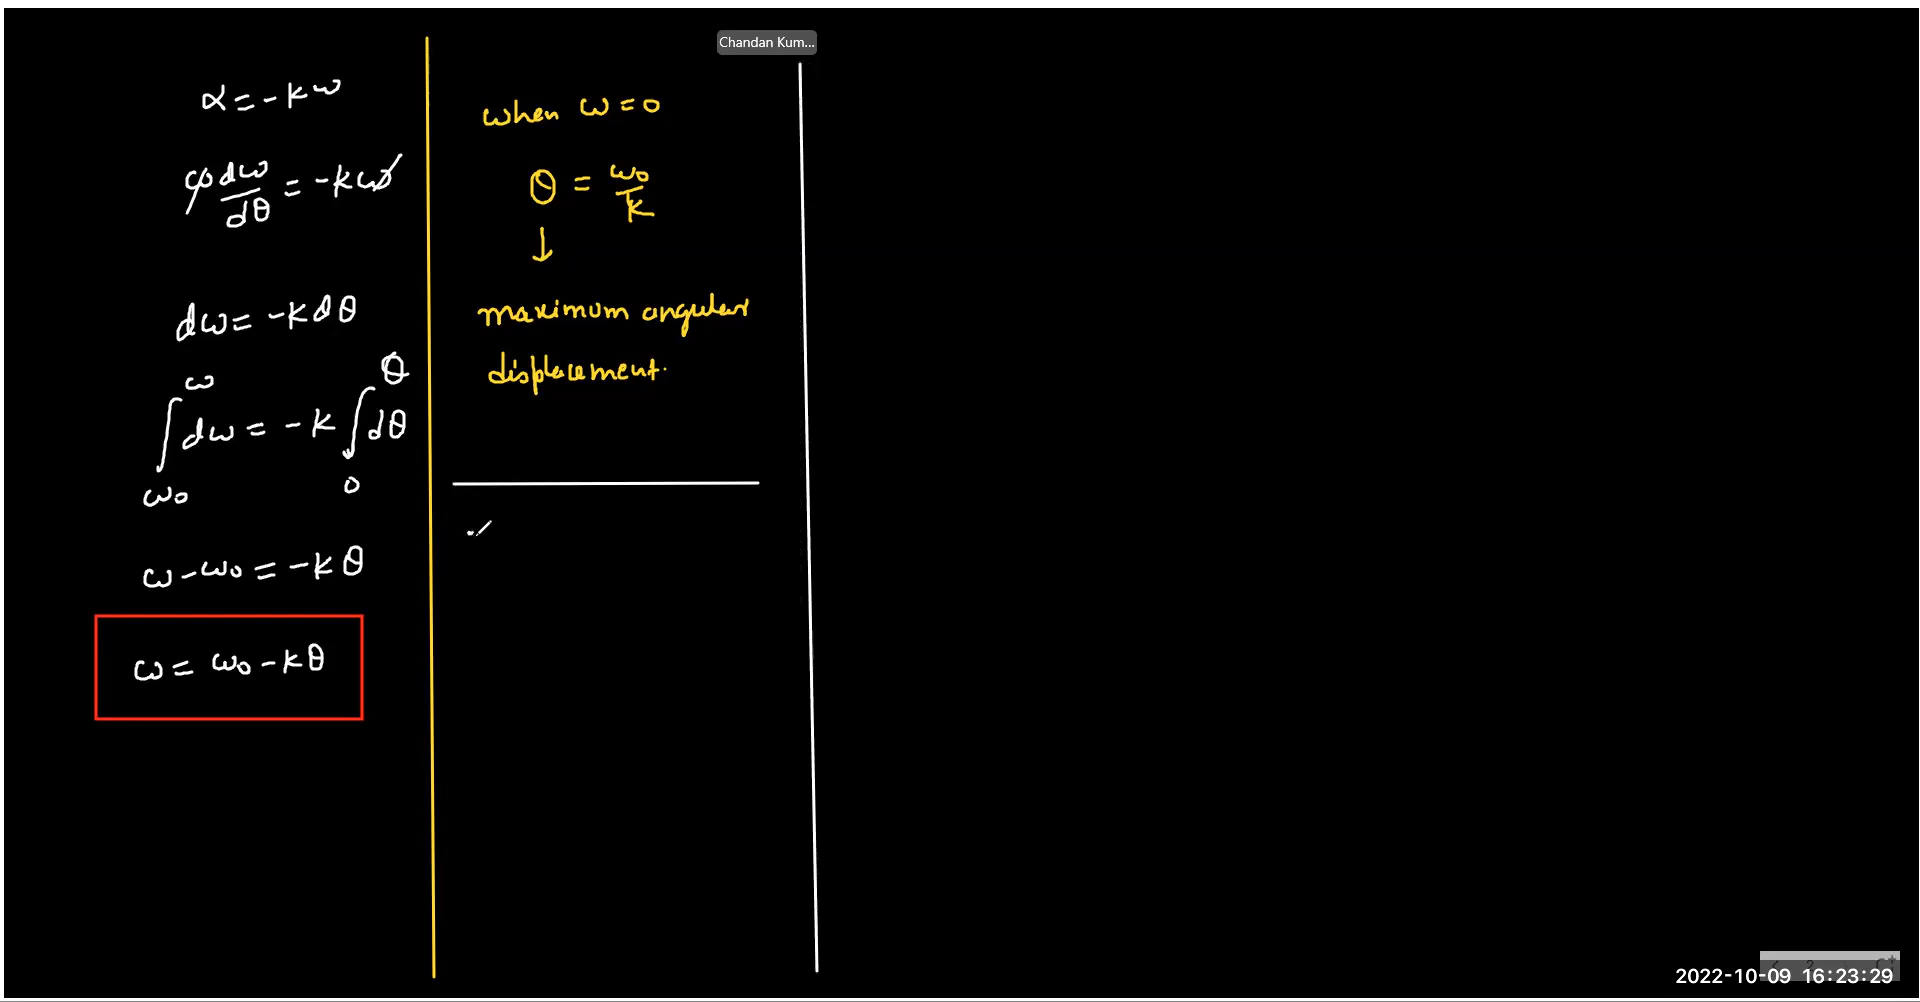 Chandan Kum...
α = -kω
ω dω/dθ = -kω
dω = -kdθ
∫_{ω₀}^{ω} dω = -k ∫_{0}^{θ} dθ
ω - ω₀ = -kθ
ω = ω₀ - kθ
when ω = 0
θ = ω₀/k
↓
maximum angular
displacement.
2022-10-09 16:23:29